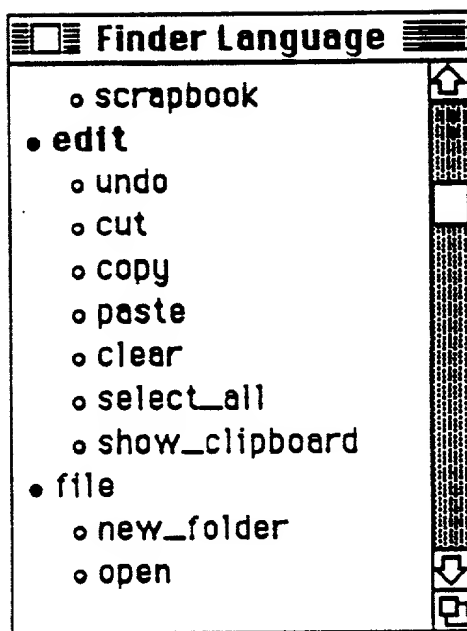 Finder Language
scrapbook
edit
undo
cut
copy
paste
clear
select_all
show_clipboard
file
new_folder
open